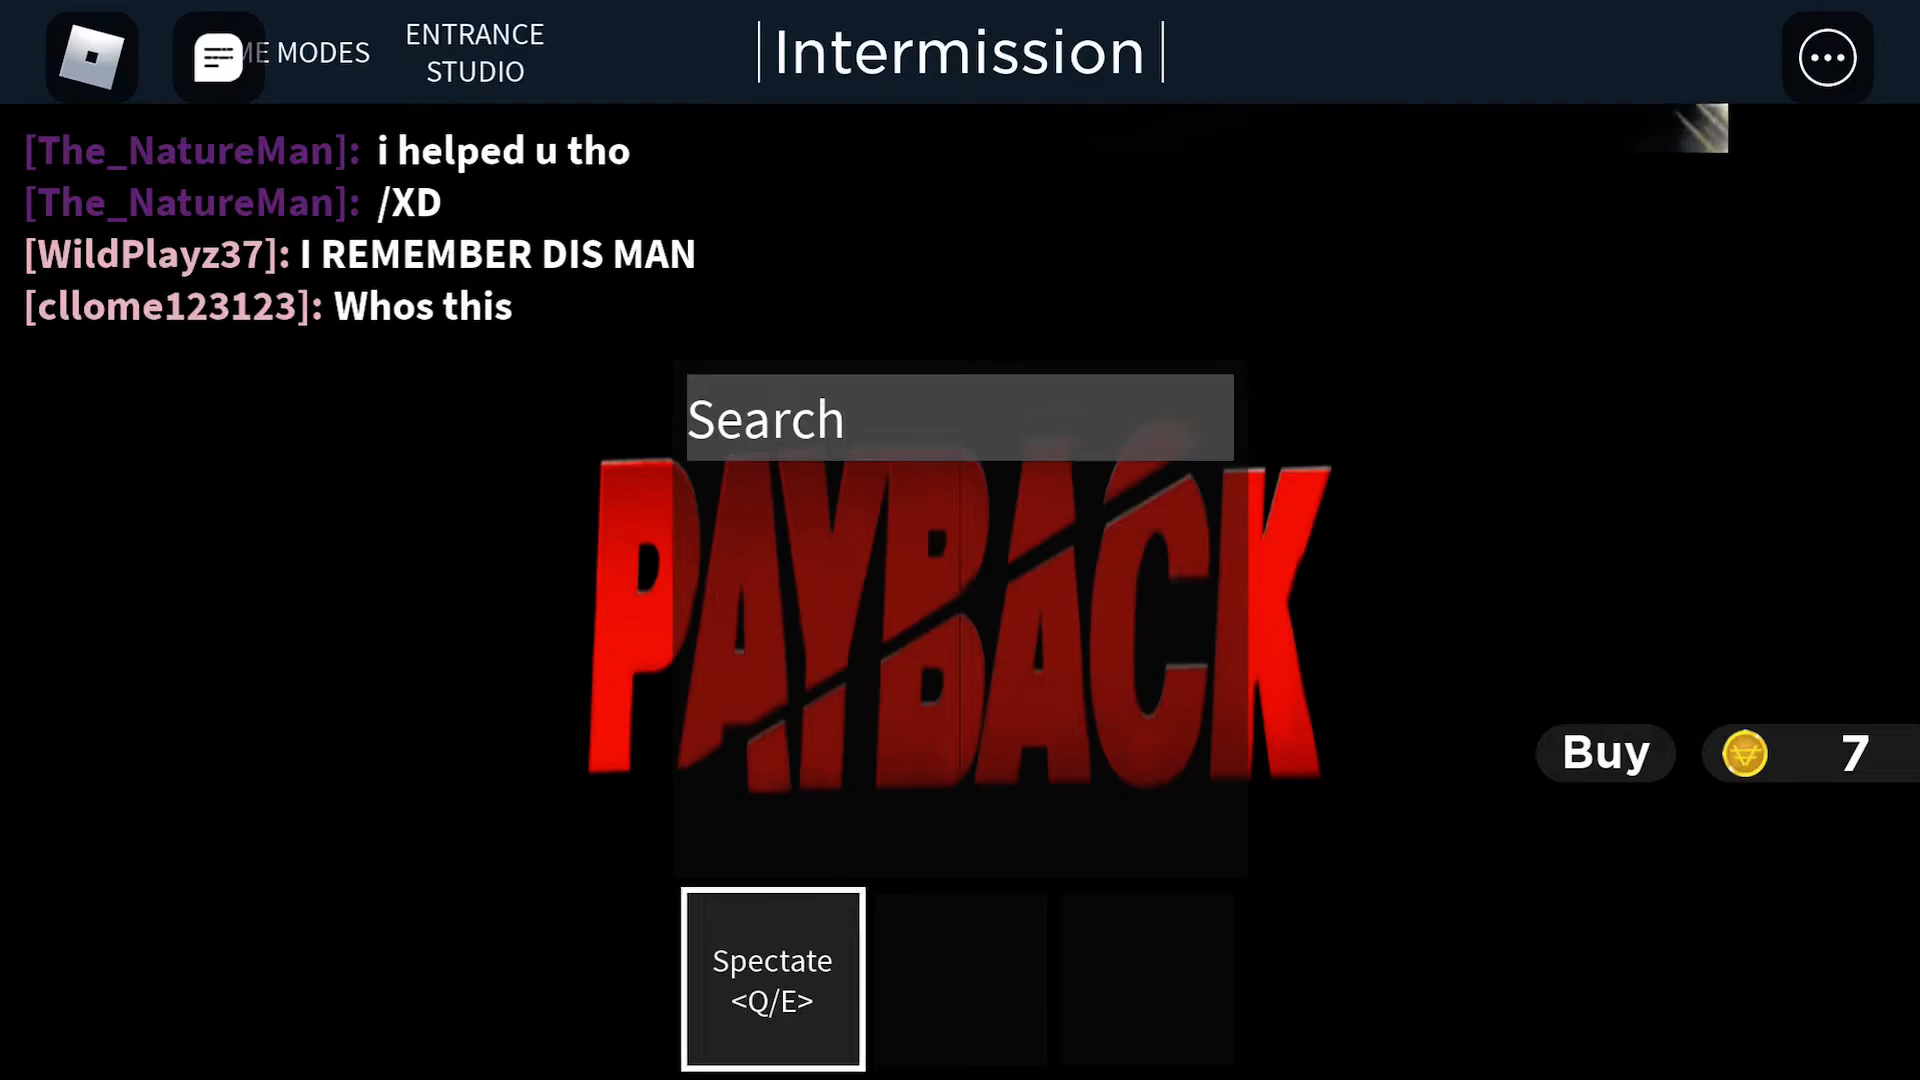 ME MODES
ENTRANCE
STUDIO
|Intermission|
[The_NatureMan]: i helped u tho
[The_NatureMan]: /XD
[WildPlayz37]: I REMEMBER DIS MAN
[cllome123123]: Whos this
Search
PAYBACK
Buy
7
Spectate
<Q/E>